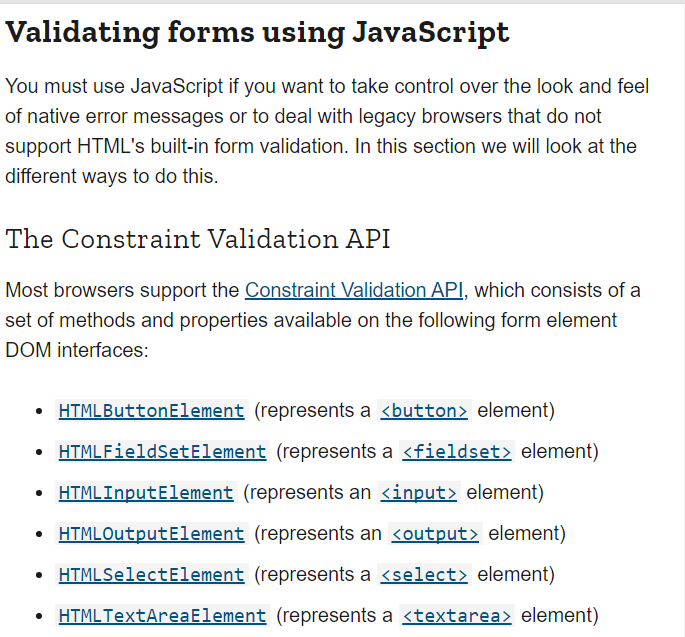 Validating forms using JavaScript
You must use JavaScript if you want to take control over the look and feel
of native error messages or to deal with legacy browsers that do not
support HTML's built-in form validation. In this section we will look at the
different ways to do this.
The Constraint Validation API
Most browsers support the Constraint Validation API, which consists of a
set of methods and properties available on the following form element
DOM interfaces:
• HTMLButtonElement (represents a <button> element)
• HTMLFieldSetElement (represents a <fieldset> element)
• HTMLInputElement (represents an <input> element)
• HTMLOutputElement (represents an <output> element)
• HTMLSelectElement (represents a <select> element)
• HTMLTextAreaElement (represents a <textarea> element)